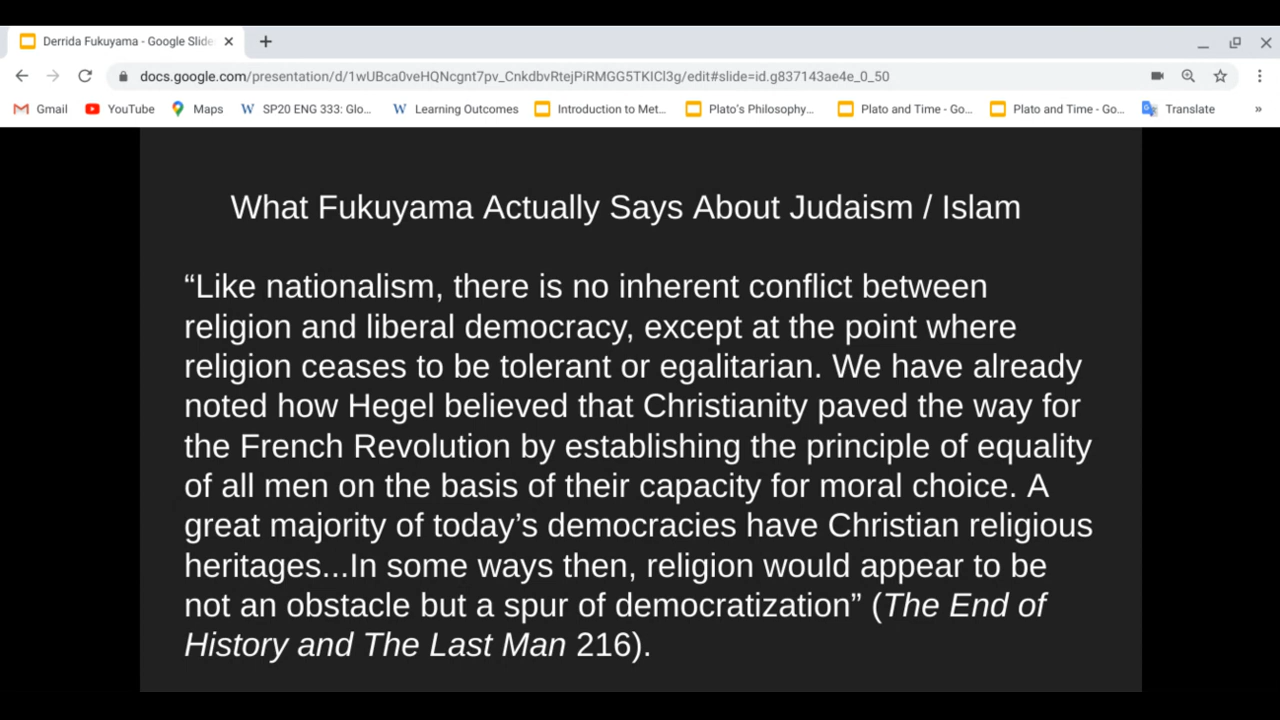 Derrida Fukuyama - Google Slide
docs.google.com/presentation/d/1wUBca0veHQNcgnt7pv_CnkdbvRtejPiRMGG5TKICl3g/edit#slide=id.g837143ae4e_0_50
Gmail YouTube Maps SP20 ENG 333: Glo... Learning Outcomes Introduction to Met... Plato's Philosophy... Plato and Time - Go... Plato and Time - Go... Translate »
What Fukuyama Actually Says About Judaism / Islam
“Like nationalism, there is no inherent conflict between
religion and liberal democracy, except at the point where
religion ceases to be tolerant or egalitarian. We have already
noted how Hegel believed that Christianity paved the way for
the French Revolution by establishing the principle of equality
of all men on the basis of their capacity for moral choice. A
great majority of today’s democracies have Christian religious
heritages...In some ways then, religion would appear to be
not an obstacle but a spur of democratization” (The End of
History and The Last Man 216).